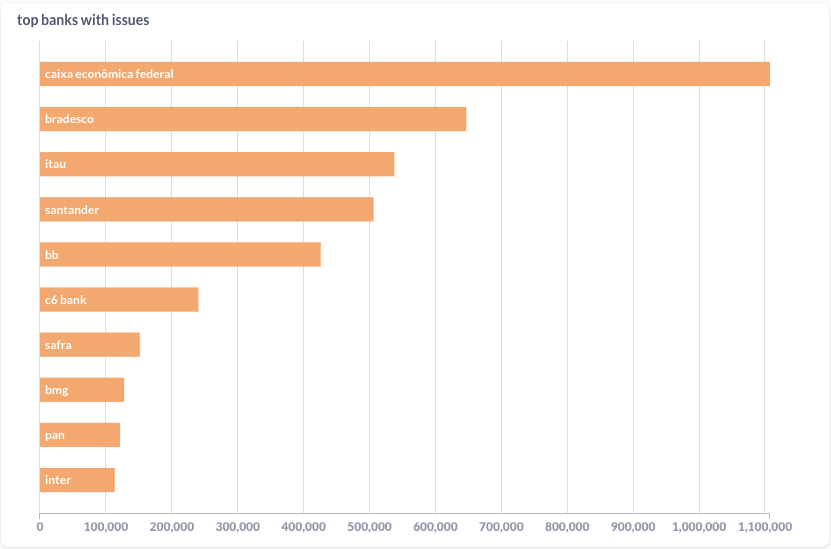 top banks with issues
caixa econômica federal
bradesco
itau
santander
bb
c6 bank
safra
bmg
pan
inter
0 100,000 200,000 300,000 400,000 500,000 600,000 700,000 800,000 900,000 1,000,000 1,100,000